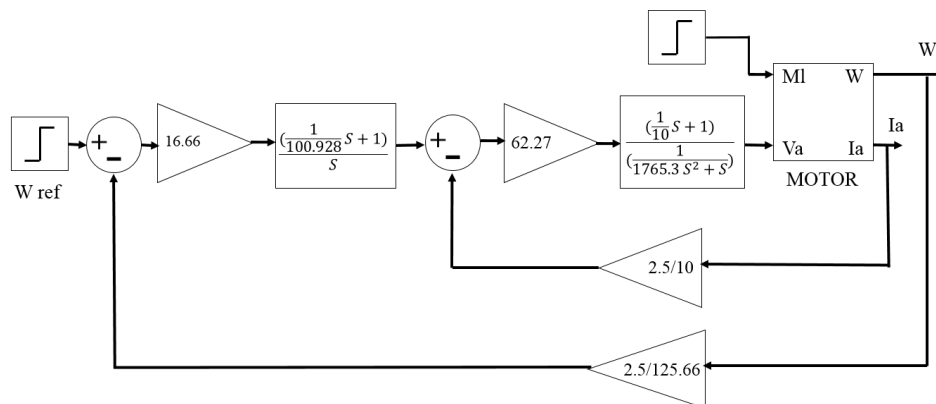 W
Ml W
Va Ia
Ia
MOTOR
W ref
+
-
16.66
(1/100.928 S + 1)
S
+
-
62.27
(1/10 S + 1)
(1/1765.3 S² + S)
2.5/10
2.5/125.66